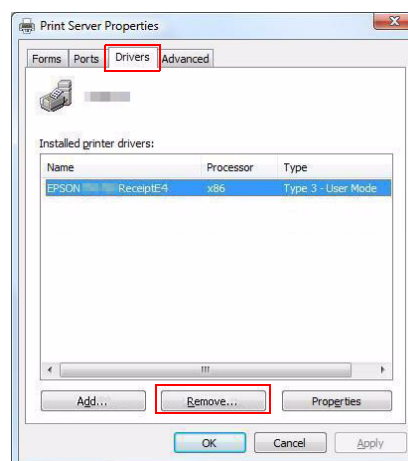 Print Server Properties
Forms Ports Drivers Advanced
Installed printer drivers:
Name Processor Type
EPSON ReceiptE4 x86 Type 3 - User Mode
Add... Remove... Properties
OK Cancel Apply